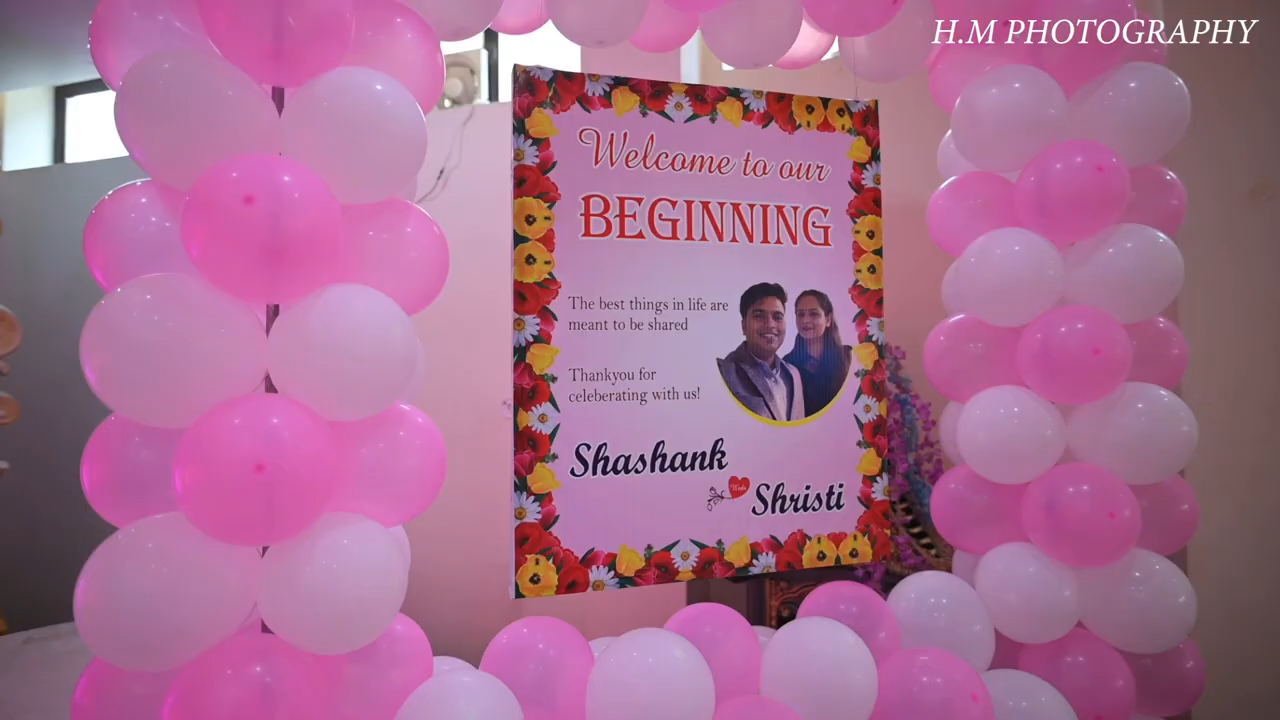 H.M PHOTOGRAPHY
Welcome to our
BEGINNING
The best things in life are
meant to be shared
Thankyou for
celeberating with us!
Shashank
Weds
Shristi